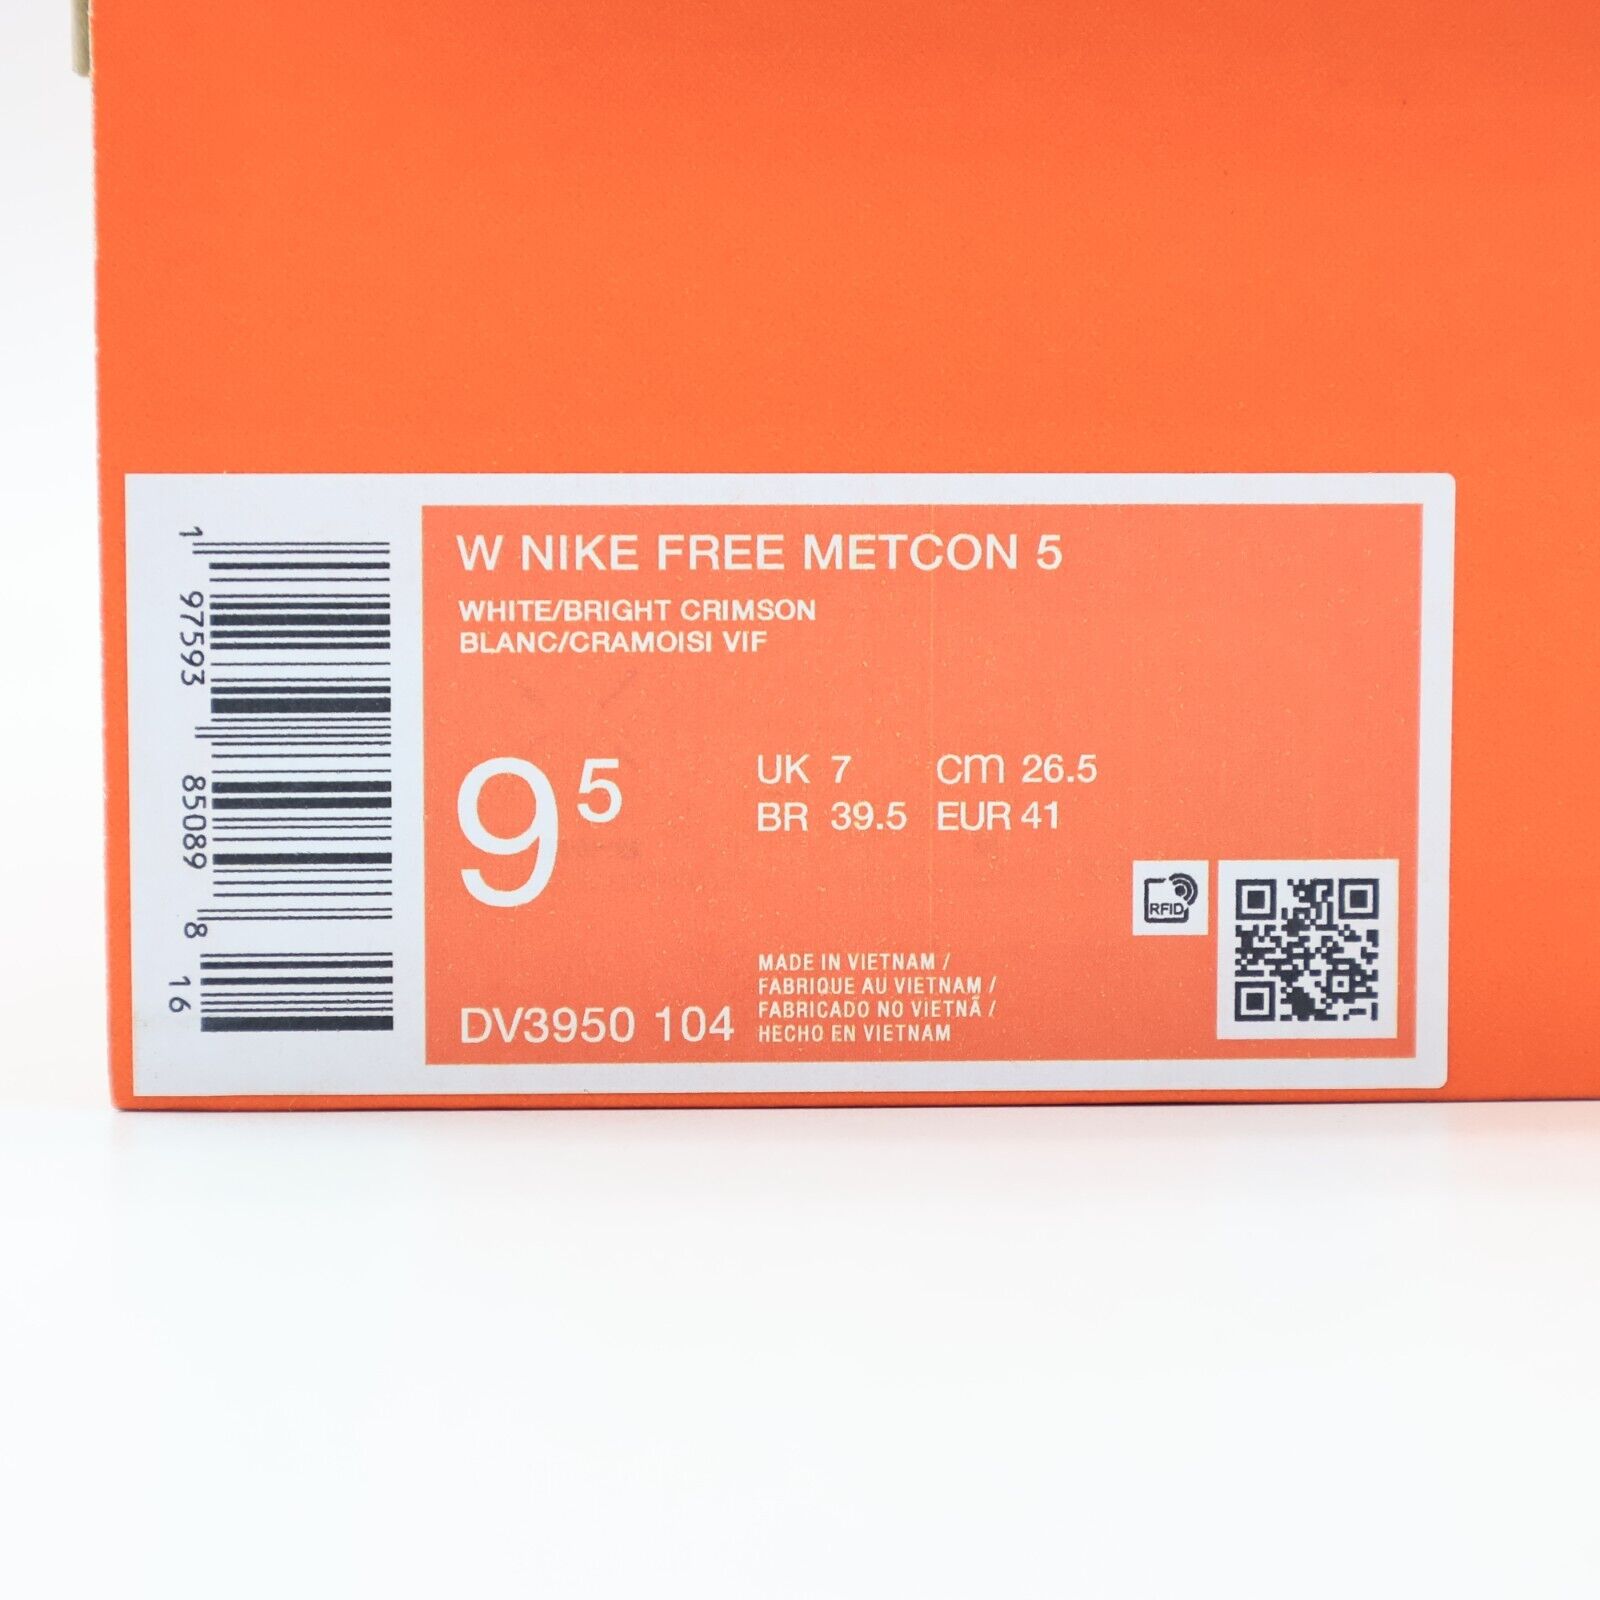 W NIKE FREE METCON 5
WHITE/BRIGHT CRIMSON
BLANC/CRAMOISI VIF
9 5
UK 7 cm 26.5
BR 39.5 EUR 41
RFID
MADE IN VIETNAM /
FABRIQUE AU VIETNAM /
FABRICADO NO VIETNÃ /
HECHO EN VIETNAM
DV3950 104
1 97593 85089 8 16